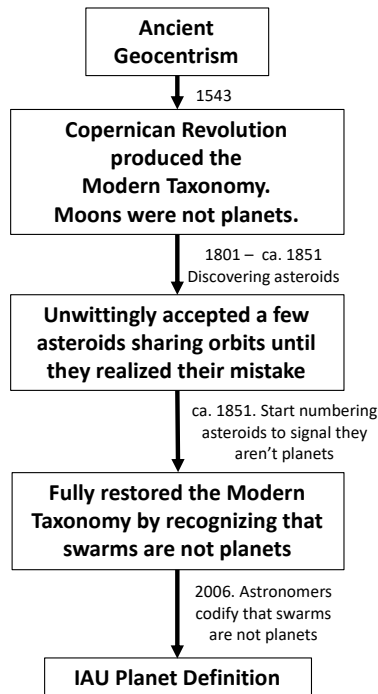 Ancient
Geocentrism
1543
Copernican Revolution
produced the
Modern Taxonomy.
Moons were not planets.
1801 – ca. 1851
Discovering asteroids
Unwittingly accepted a few
asteroids sharing orbits until
they realized their mistake
ca. 1851. Start numbering
asteroids to signal they
aren’t planets
Fully restored the Modern
Taxonomy by recognizing that
swarms are not planets
2006. Astronomers
codify that swarms
are not planets
IAU Planet Definition